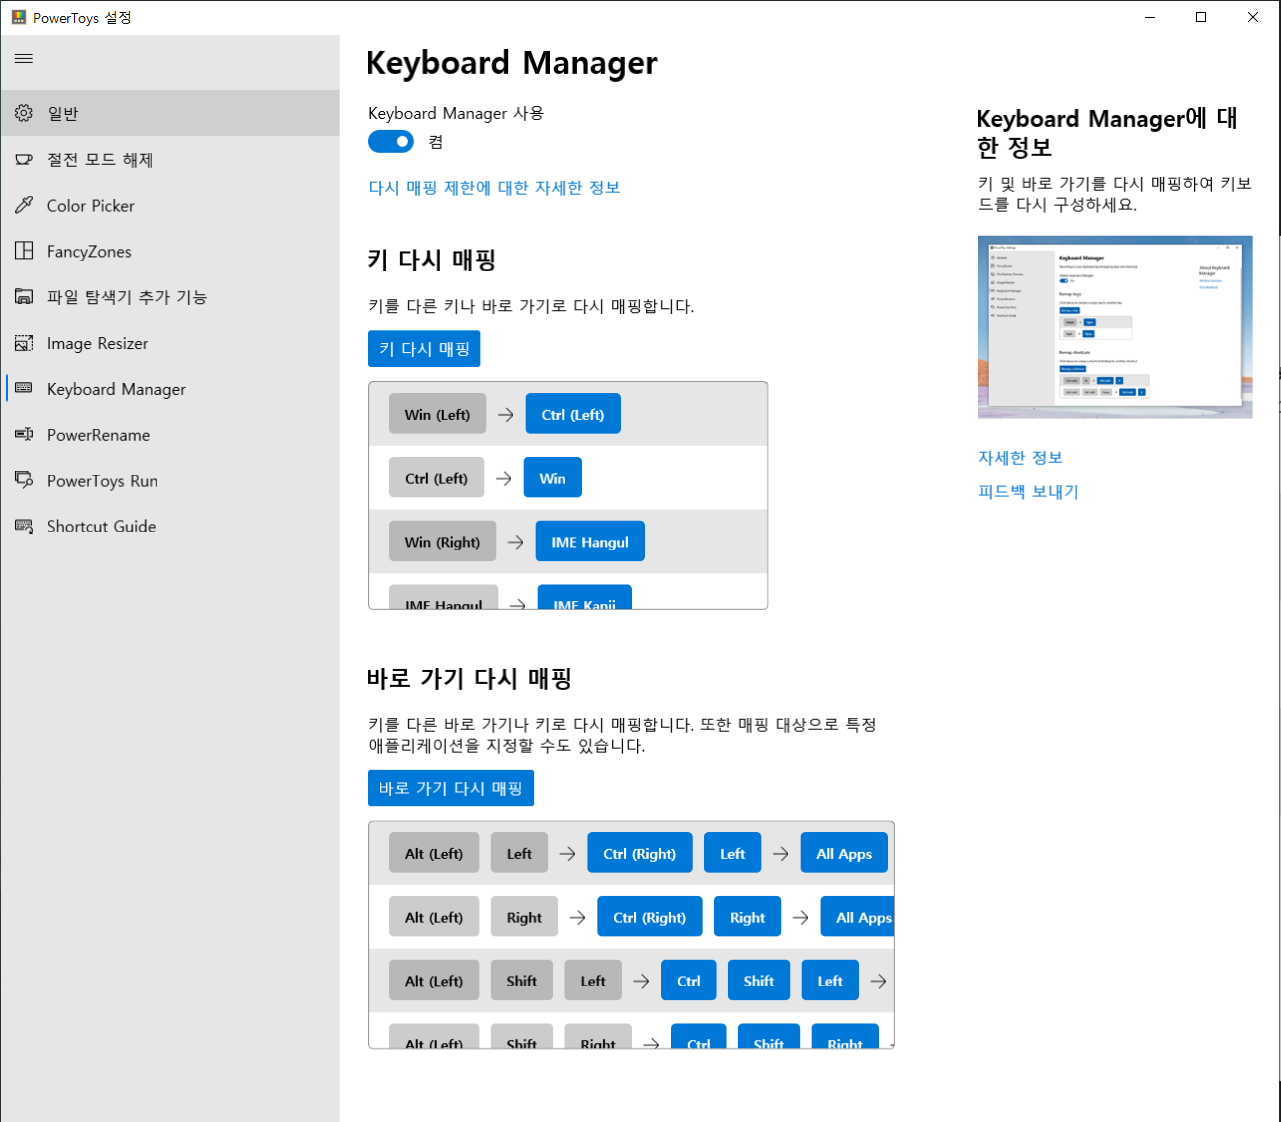 PowerToys 설정
일반
절전 모드 해제
Color Picker
FancyZones
파일 탐색기 추가 기능
Image Resizer
Keyboard Manager
PowerRename
PowerToys Run
Shortcut Guide
Keyboard Manager
Keyboard Manager 사용
켬
다시 매핑 제한에 대한 자세한 정보
키 다시 매핑
키를 다른 키나 바로 가기로 다시 매핑합니다.
키 다시 매핑
Win (Left) → Ctrl (Left)
Ctrl (Left) → Win
Win (Right) → IME Hangul
IME Hangul → IME Kanji
바로 가기 다시 매핑
키를 다른 바로 가기나 키로 다시 매핑합니다. 또한 매핑 대상으로 특정
애플리케이션을 지정할 수도 있습니다.
바로 가기 다시 매핑
Alt (Left) Left → Ctrl (Right) Left → All Apps
Alt (Left) Right → Ctrl (Right) Right → All Apps
Alt (Left) Shift Left → Ctrl Shift Left →
Alt (Left) Shift Right → Ctrl Shift Right
Keyboard Manager에 대
한 정보
키 및 바로 가기를 다시 매핑하여 키보
드를 다시 구성하세요.
Keyboard Manager
Remap keys
Remap shortcuts
About Keyboard
Manager
자세한 정보
피드백 보내기